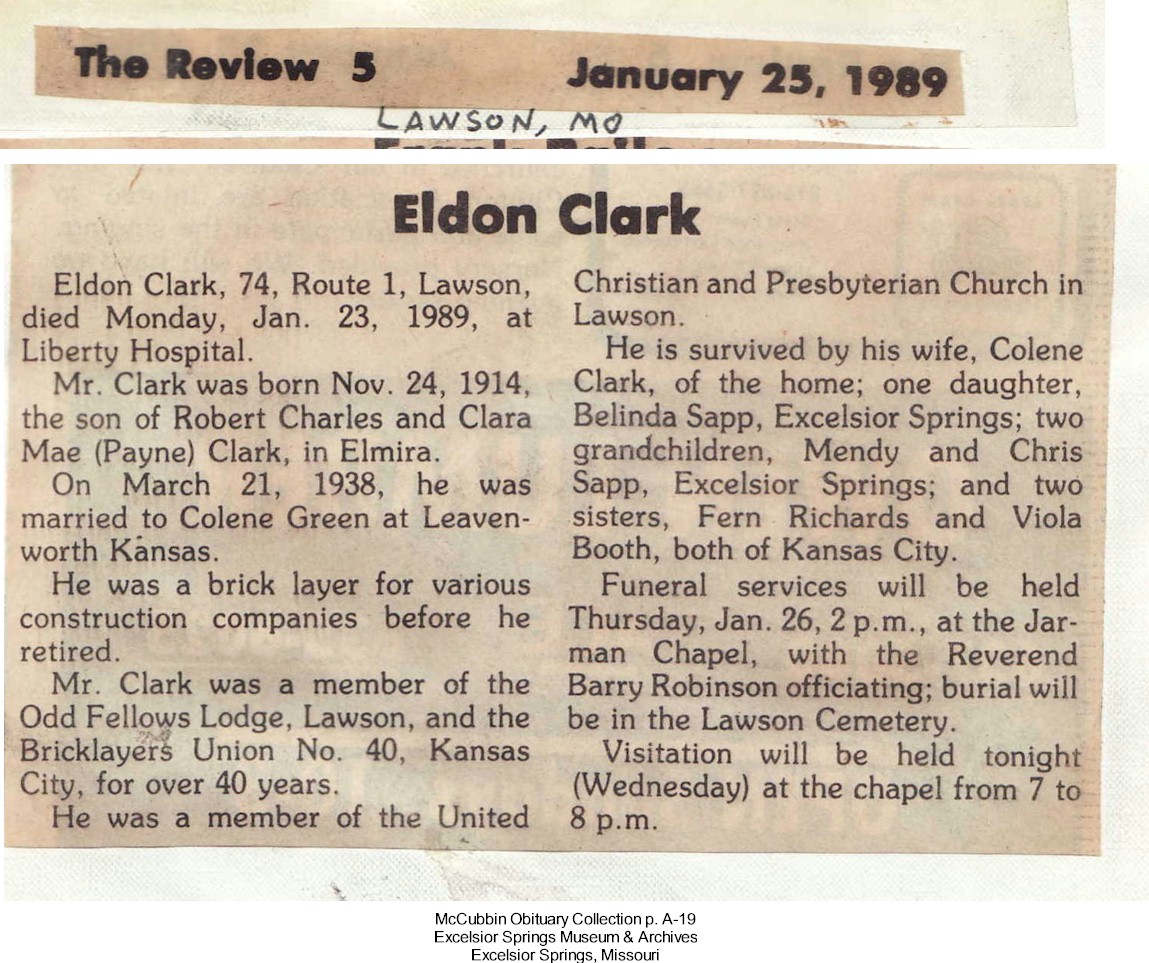 The Review 5 January 25, 1989
LAWSON, MO
Eldon Clark
Eldon Clark, 74, Route 1, Lawson,
died Monday, Jan. 23, 1989, at
Liberty Hospital.
Mr. Clark was born Nov. 24, 1914,
the son of Robert Charles and Clara
Mae (Payne) Clark, in Elmira.
On March 21, 1938, he was
married to Colene Green at Leaven-
worth Kansas.
He was a brick layer for various
construction companies before he
retired.
Mr. Clark was a member of the
Odd Fellows Lodge, Lawson, and the
Bricklayers Union No. 40, Kansas
City, for over 40 years.
He was a member of the United
Christian and Presbyterian Church in
Lawson.
He is survived by his wife, Colene
Clark, of the home; one daughter,
Belinda Sapp, Excelsior Springs; two
grandchildren, Mendy and Chris
Sapp, Excelsior Springs; and two
sisters, Fern Richards and Viola
Booth, both of Kansas City.
Funeral services will be held
Thursday, Jan. 26, 2 p.m., at the Jar-
man Chapel, with the Reverend
Barry Robinson officiating; burial will
be in the Lawson Cemetery.
Visitation will be held tonight
(Wednesday) at the chapel from 7 to
8 p.m.
McCubbin Obituary Collection p. A-19
Excelsior Springs Museum & Archives
Excelsior Springs, Missouri